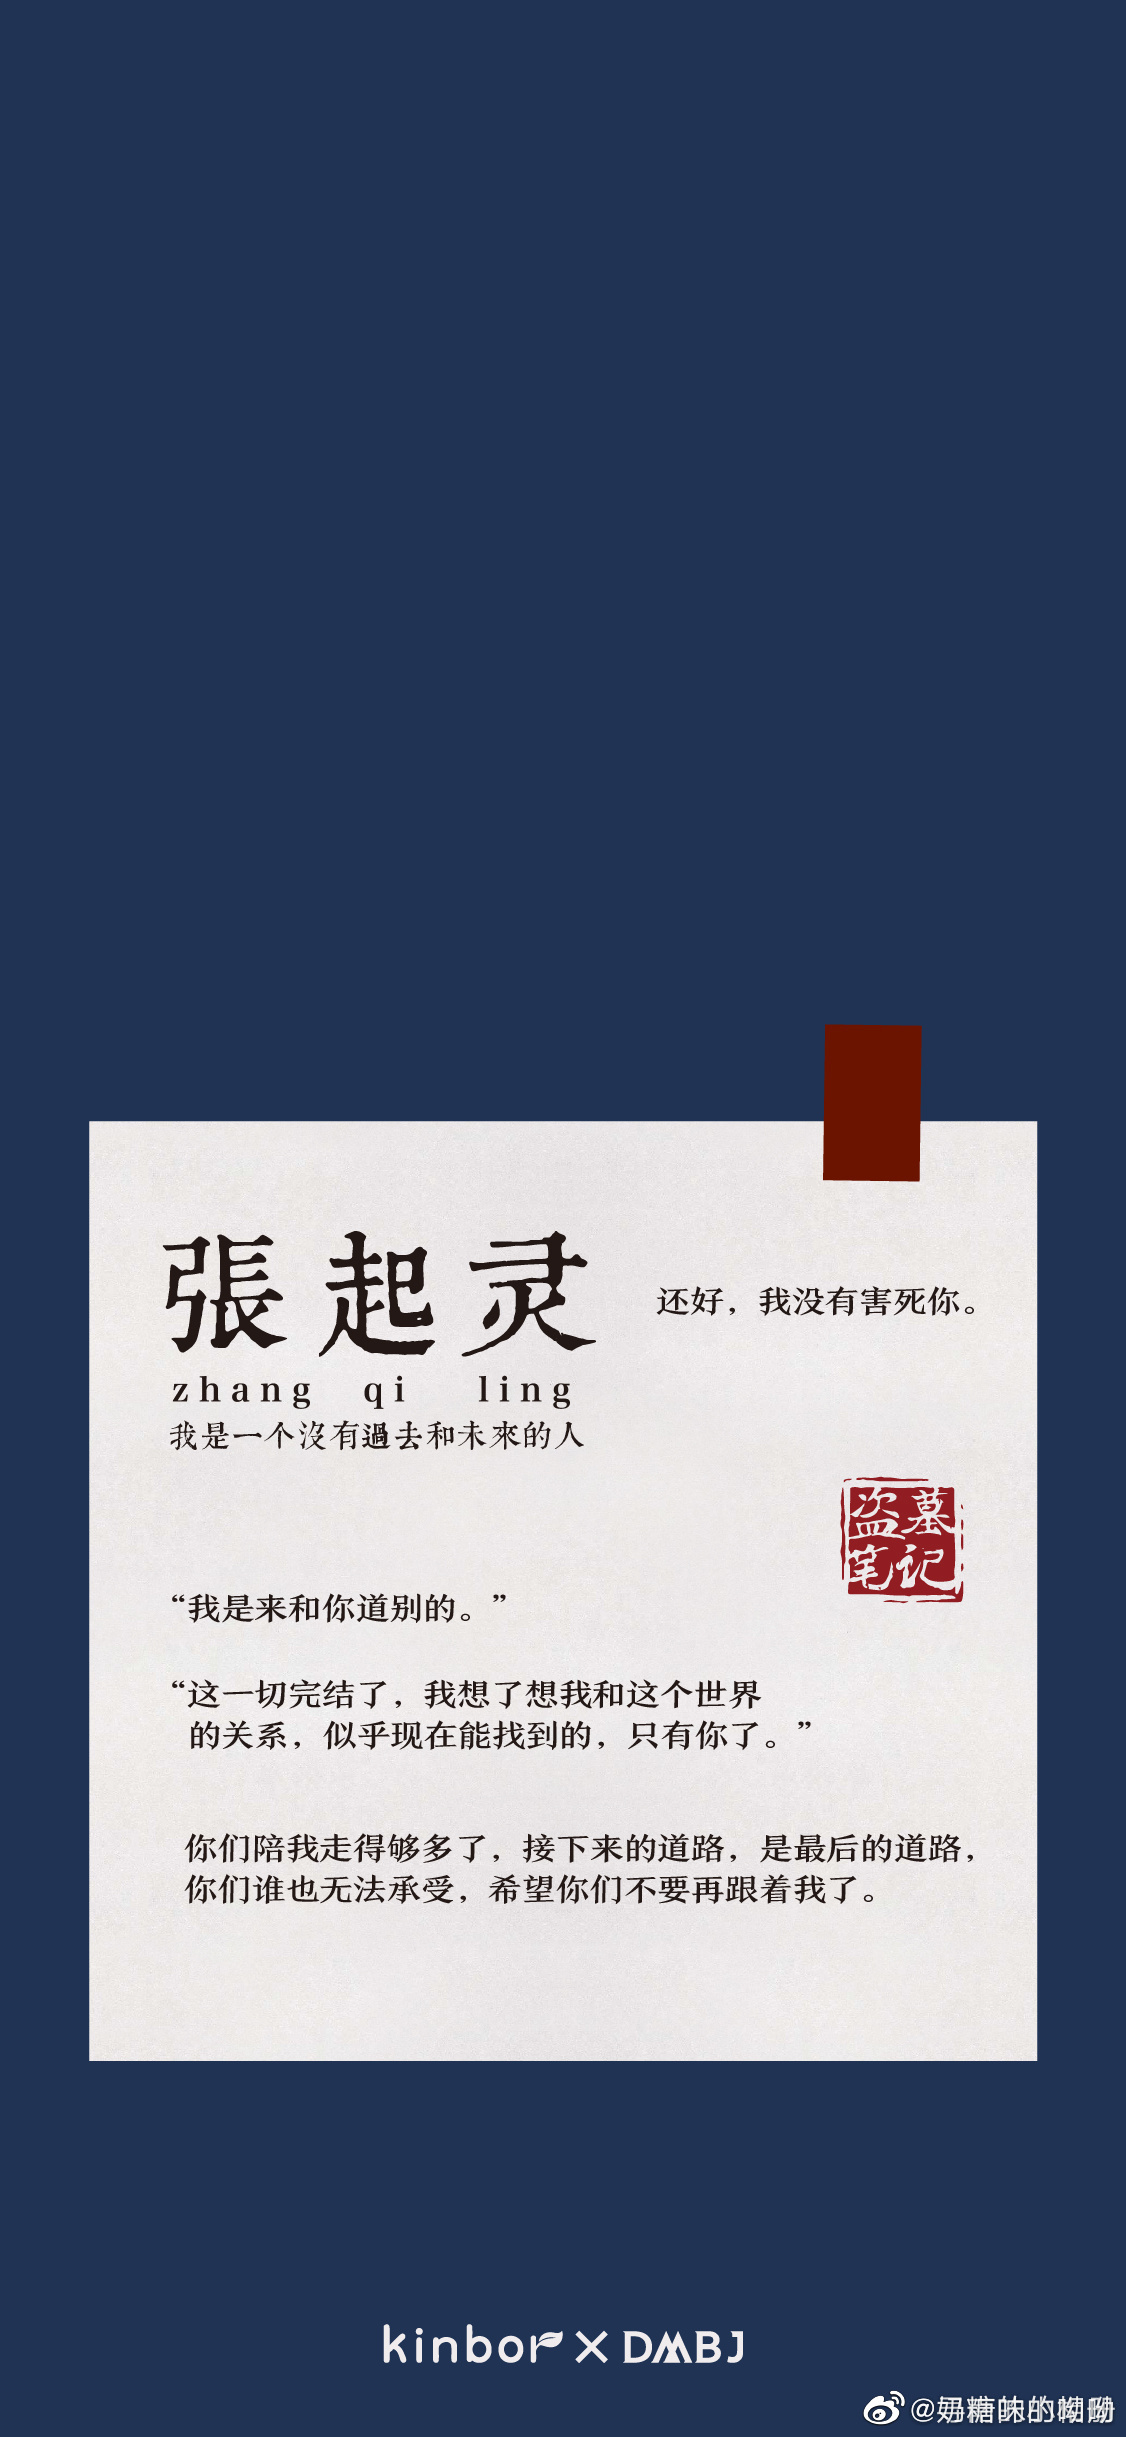 張起灵
还好，我没有害死你。
zhang qi ling
我是一个沒有過去和未來的人
盗墓
笔记
“我是来和你道别的。”
“这一切完结了，我想了想我和这个世界
的关系，似乎现在能找到的，只有你了。”
你们陪我走得够多了，接下来的道路，是最后的道路，
你们谁也无法承受，希望你们不要再跟着我了。
kinbor × DMBJ